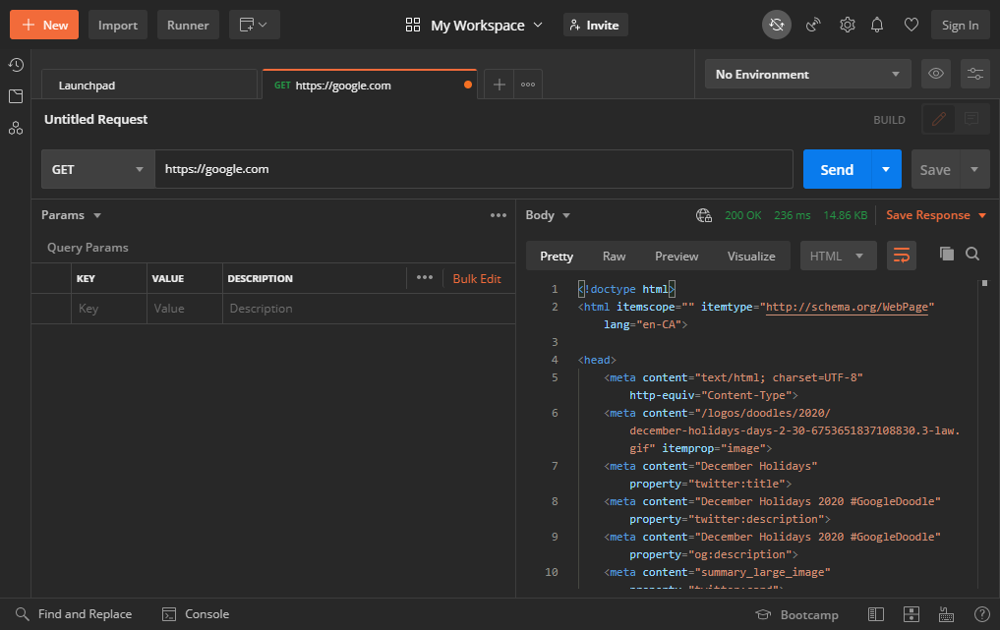 New Import Runner My Workspace Invite Sign In
Launchpad GET https://google.com No Environment
Untitled Request BUILD
GET https://google.com Send Save
Params Body 200 OK 236 ms 14.86 KB Save Response
Query Params Pretty Raw Preview Visualize HTML
KEY VALUE DESCRIPTION Bulk Edit
Key Value Description
1 <!doctype html>
2 <html itemscope="" itemtype="http://schema.org/WebPage"
lang="en-CA">
3
4 <head>
5 <meta content="text/html; charset=UTF-8"
http-equiv="Content-Type">
6 <meta content="/logos/doodles/2020/
december-holidays-days-2-30-6753651837108830.3-law.
gif" itemprop="image">
7 <meta content="December Holidays"
property="twitter:title">
8 <meta content="December Holidays 2020 #GoogleDoodle"
property="twitter:description">
9 <meta content="December Holidays 2020 #GoogleDoodle"
property="og:description">
10 <meta content="summary_large_image"
property="twitter:card">
Find and Replace Console Bootcamp